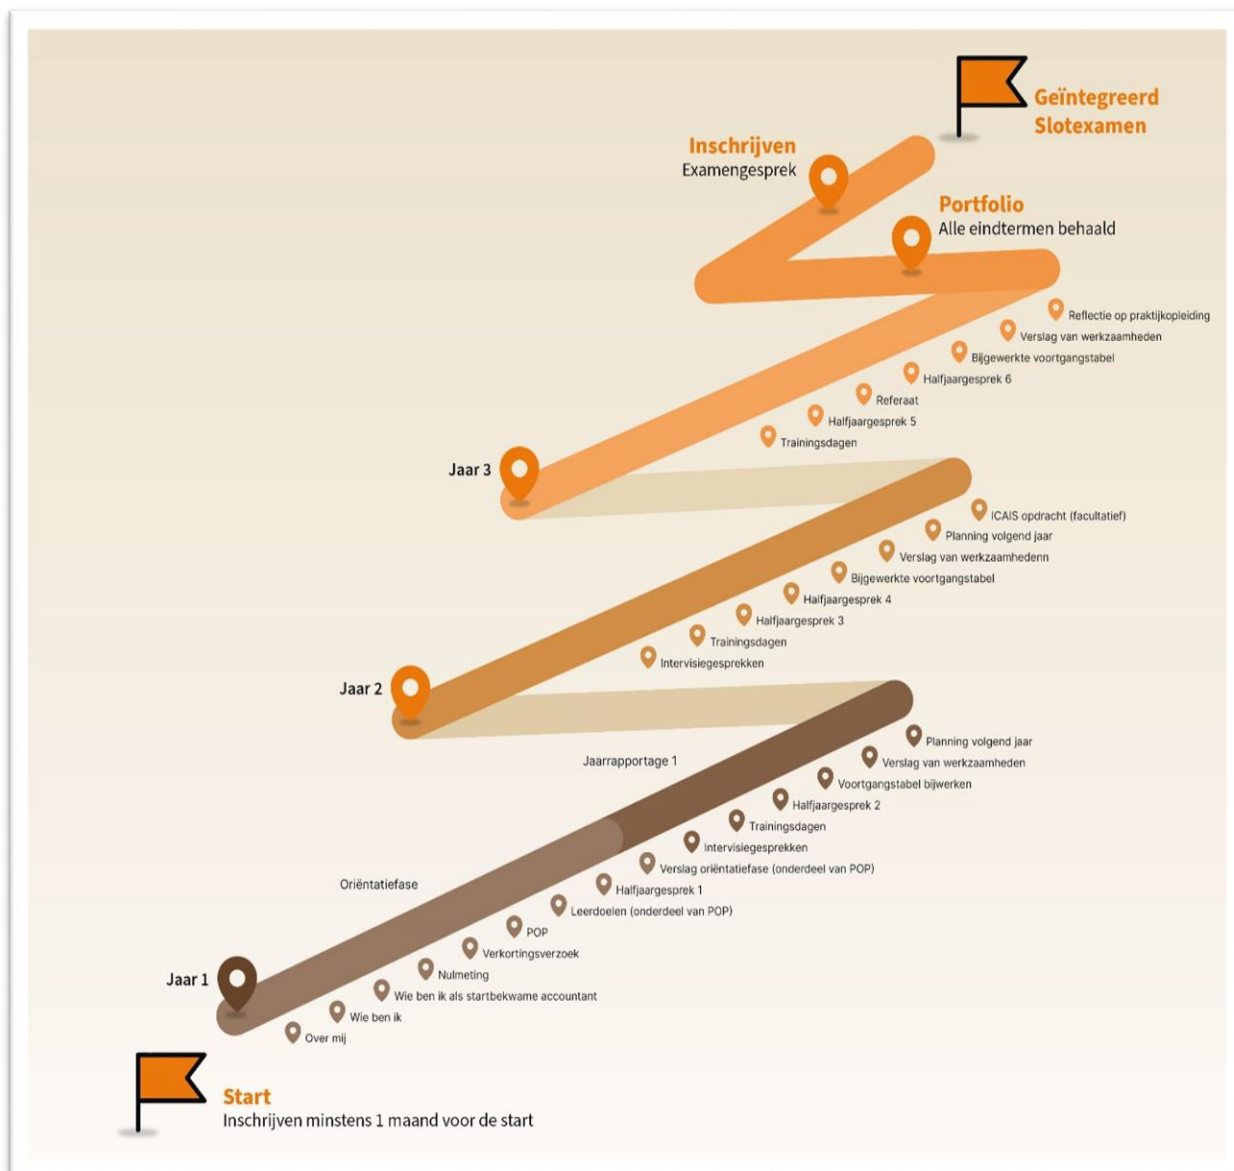 Geïntegreerd
Slotexamen
Inschrijven
Examengesprek
Portfolio
Alle eindtermen behaald
Reflectie op praktijkopleiding
Verslag van werkzaamheden
Bijgewerkte voortgangstabel
Halfjaargesprek 6
Referaat
Halfjaargesprek 5
Trainingsdagen
Jaar 3
ICAIS opdracht (facultatief)
Planning volgend jaar
Verslag van werkzaamhedenn
Bijgewerkte voortgangstabel
Halfjaargesprek 4
Halfjaargesprek 3
Trainingsdagen
Intervisiegesprekken
Jaar 2
Planning volgend jaar
Jaarrapportage 1
Verslag van werkzaamheden
Voortgangstabel bijwerken
Halfjaargesprek 2
Trainingsdagen
Intervisiegesprekken
Verslag oriëntatiefase (onderdeel van POP)
Oriëntatiefase
Halfjaargesprek 1
Leerdoelen (onderdeel van POP)
POP
Verkortingsverzoek
Nulmeting
Jaar 1
Wie ben ik als startbekwame accountant
Wie ben ik
Over mij
Start
Inschrijven minstens 1 maand voor de start